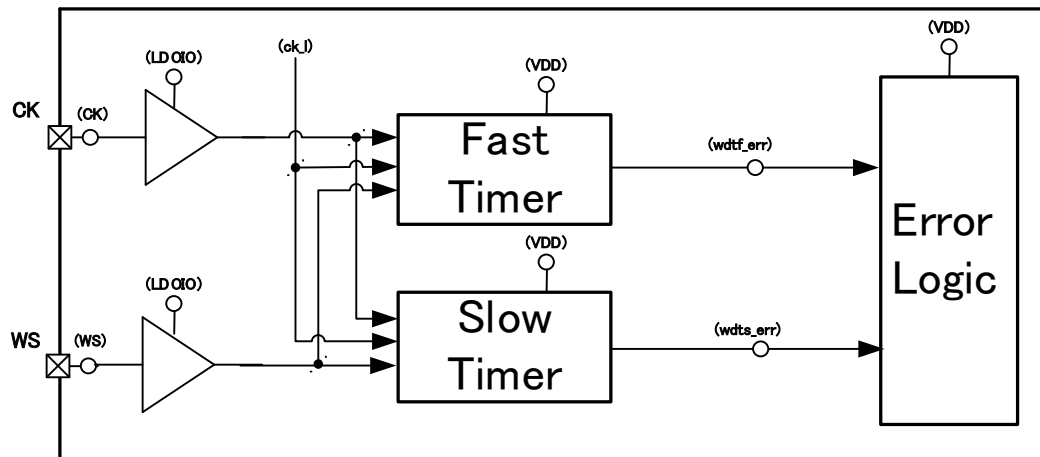 (VDD)
(LDOIO)
(ck_l)
(VDD)
CK
(CK)
Fast
Timer
(wdtf_err)
Error
Logic
(VDD)
(LDOIO)
WS
(WS)
Slow
Timer
(wdts_err)